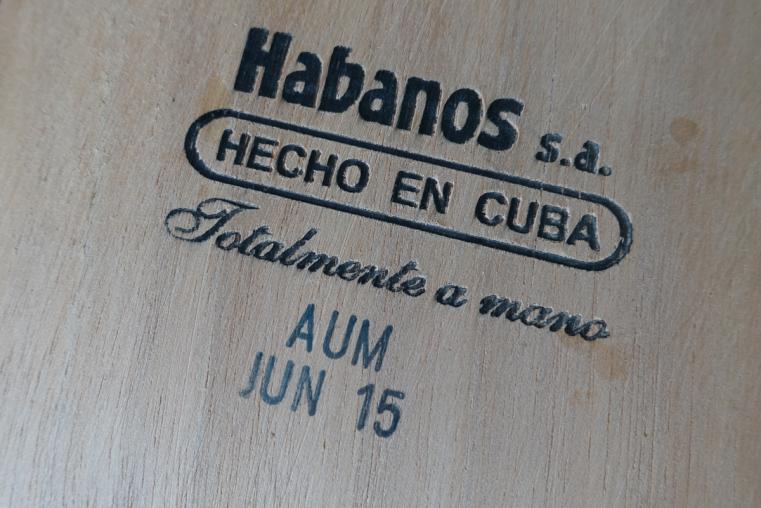 Habanos s.a.
HECHO EN CUBA
Totalmente a mano
AUM
JUN 15